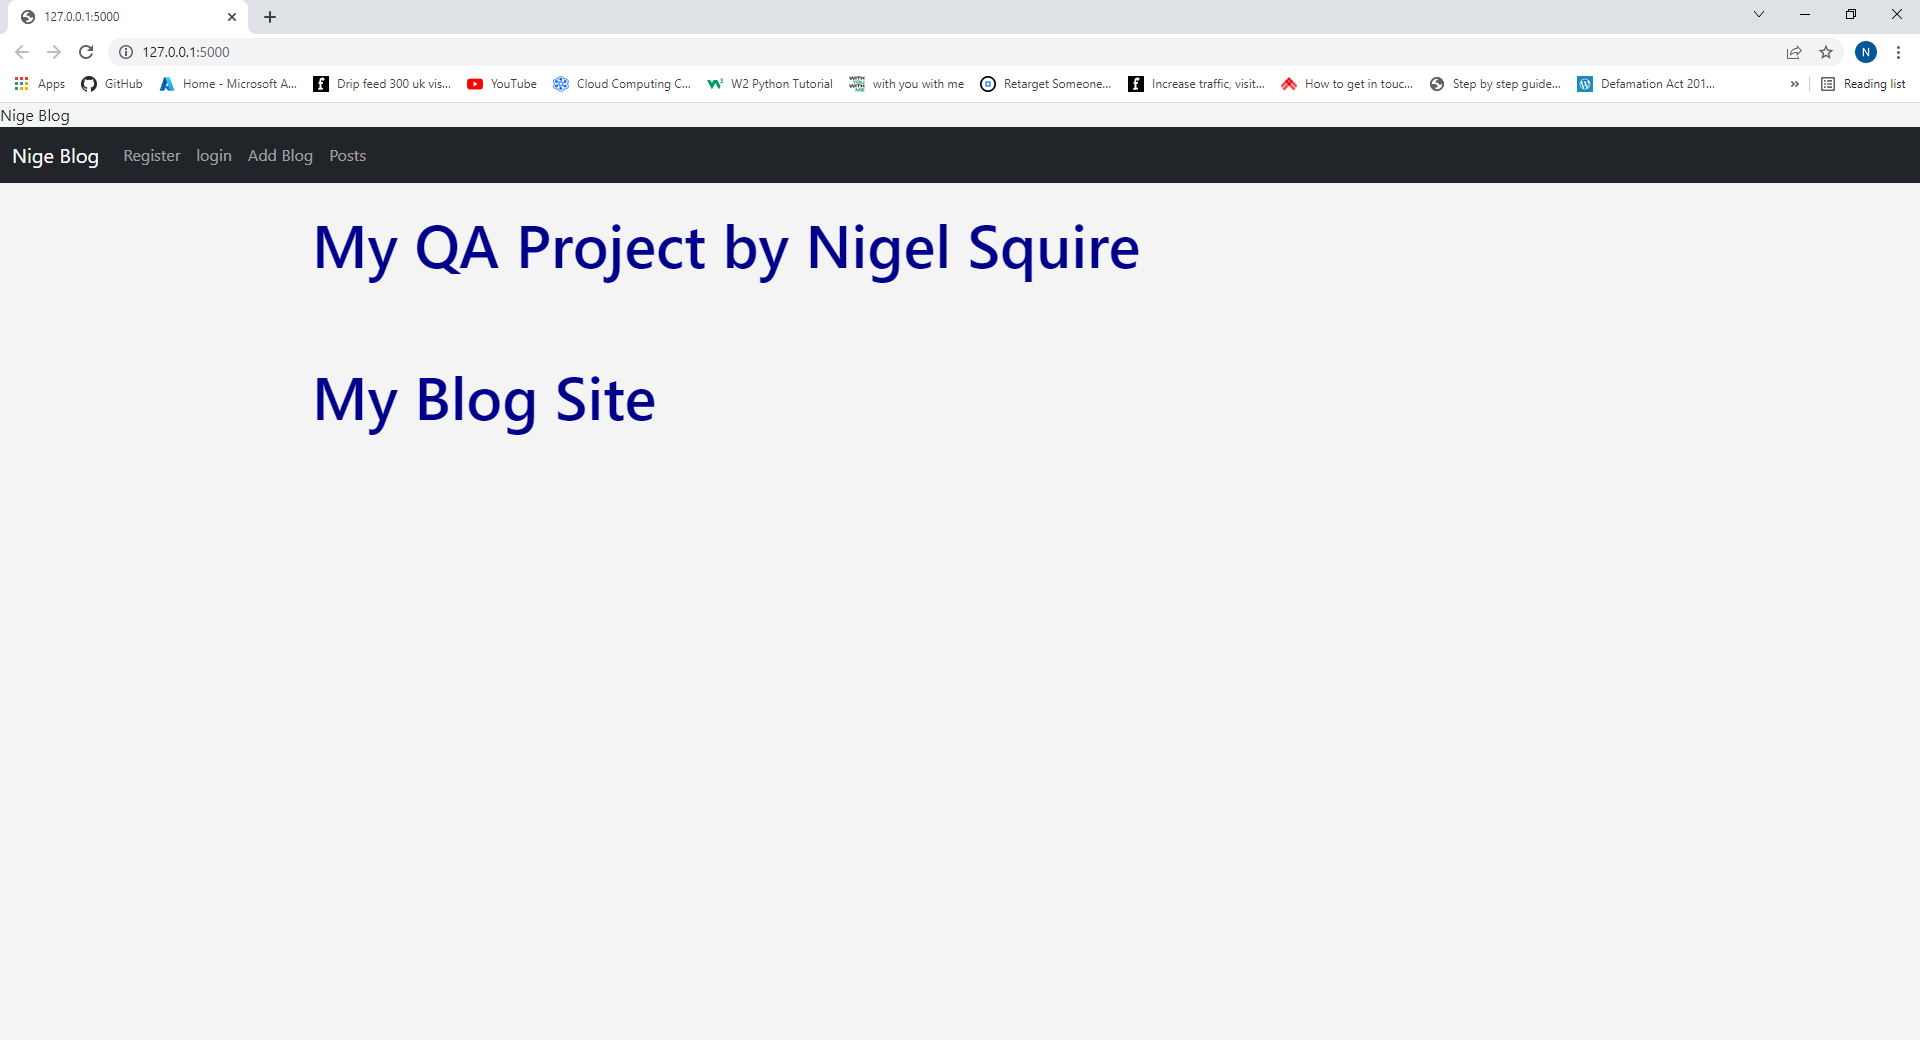 127.0.0.1:5000
127.0.0.1:5000
N
Apps GitHub Home - Microsoft A... Drip feed 300 uk vis... YouTube Cloud Computing C... W2 Python Tutorial with you with me Retarget Someone... Increase traffic, visit... How to get in touc... Step by step guide... Defamation Act 201... » Reading list
Nige Blog
Nige Blog Register login Add Blog Posts
My QA Project by Nigel Squire
My Blog Site